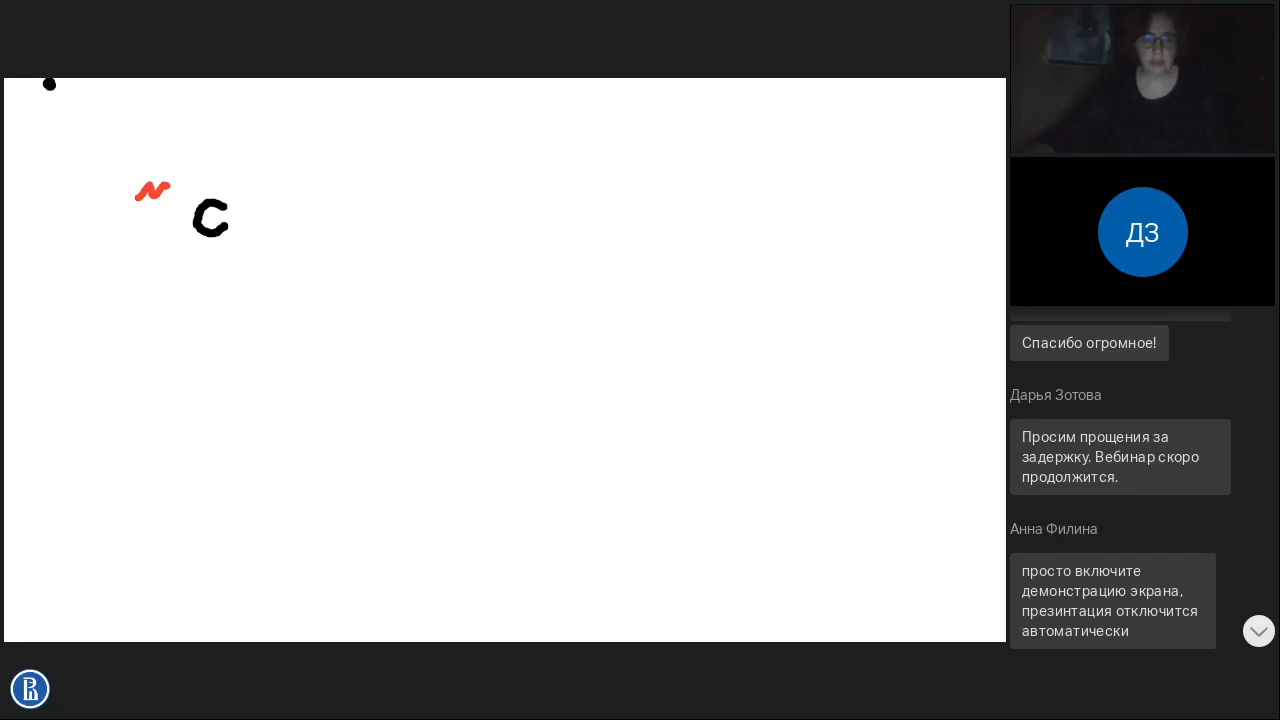 C
ДЗ
Спасибо огромное!
Дарья Зотова
Просим прощения за
задержку. Вебинар скоро
продолжится.
Анна Филина
просто включите
демонстрацию экрана,
презинтация отключится
автоматически